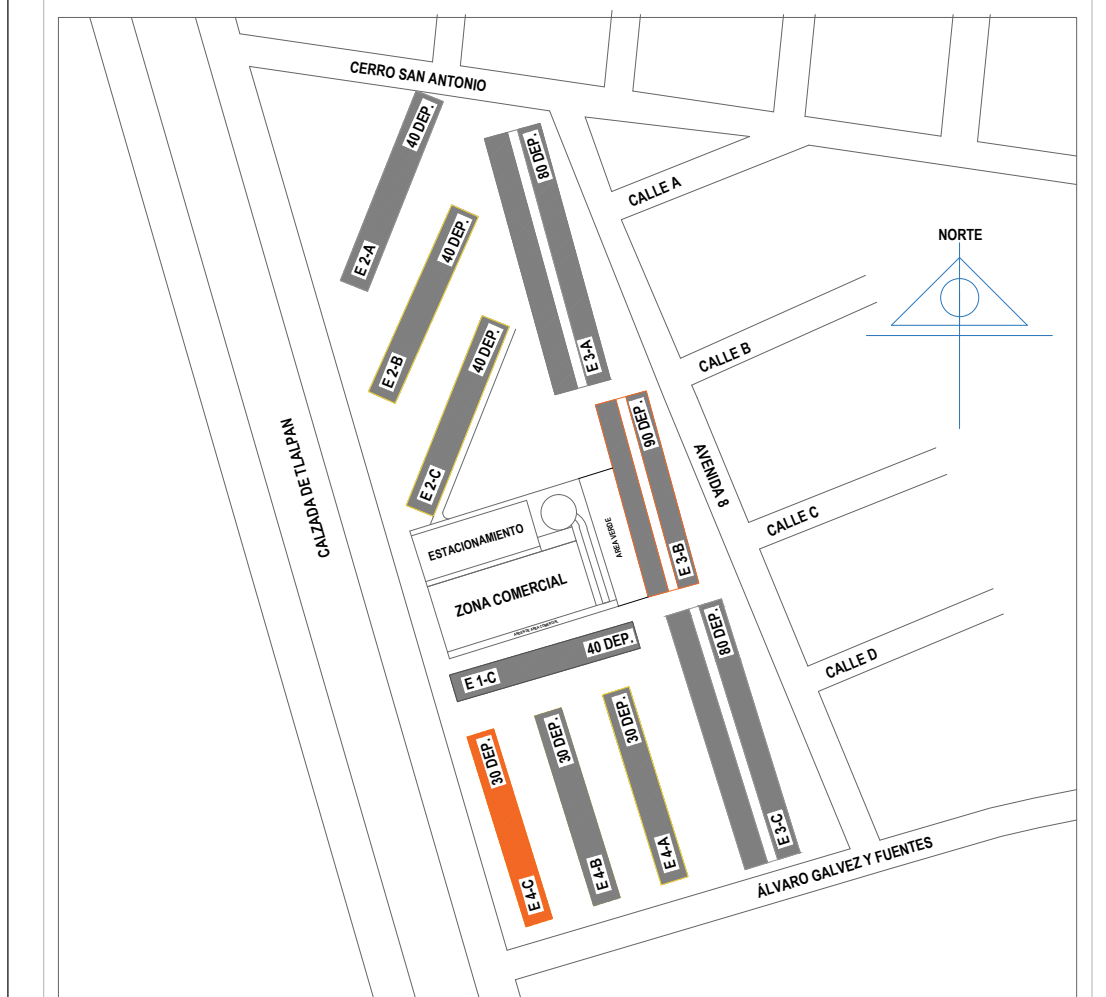 CERRO SAN ANTONIO
40 DEP.
E 2-A
80 DEP.
E 3-A
CALLE A
NORTE
40 DEP.
E 2-B
40 DEP.
E 2-C
CALLE B
90 DEP.
E 3-B
AVENIDA 8
CALZADA DE TLALPAN
ESTACIONAMIENTO
AREA VERDE
CALLE C
ZONA COMERCIAL
40 DEP.
E 1-C
80 DEP.
E 3-C
CALLE D
30 DEP.
E 4-C
30 DEP.
E 4-B
30 DEP.
E 4-A
ÁLVARO GALVEZ Y FUENTES